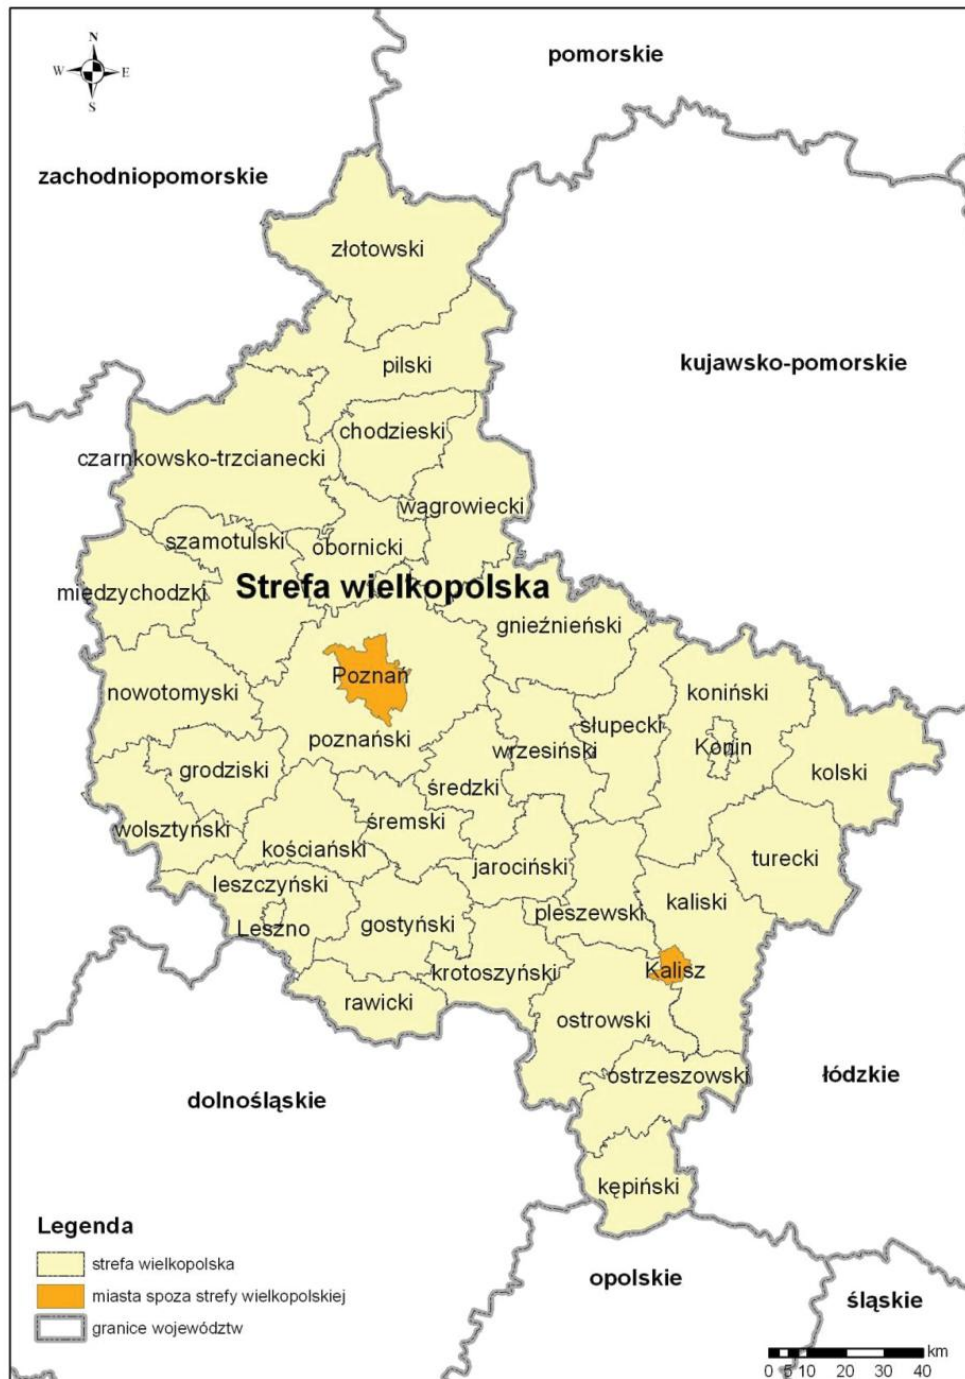 N
W E
S
pomorskie
zachodniopomorskie
złotowski
kujawsko-pomorskie
pilski
chodzieski
czarnkowsko-trzcianecki
wągrowiecki
szamotulski
obornicki
międzychodzki
Strefa wielkopolska
gnieźnieński
Poznań
nowotomyski
koniński
słupecki
poznański
wrzesiński
Konin
grodziski
kolski
średzki
wolsztyński
śremski
kościański
jarociński
turecki
leszczyński
kaliski
pleszewski
gostyński
Leszno
krotoszyński
Kalisz
rawicki
ostrowski
ostrzeszowski
łódzkie
dolnośląskie
kępiński
Legenda
strefa wielkopolska
miasta spoza strefy wielkopolskiej
granice województw
opolskie
śląskie
km
0 5 10 20 30 40